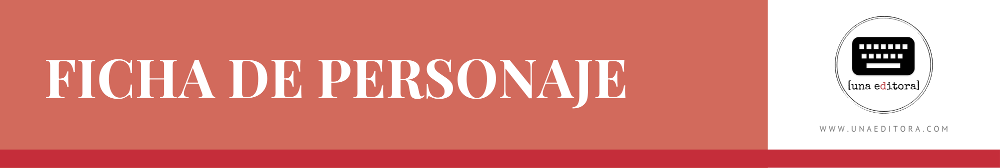 FICHA DE PERSONAJE
[una editora]
WWW.UNAEDITORA.COM